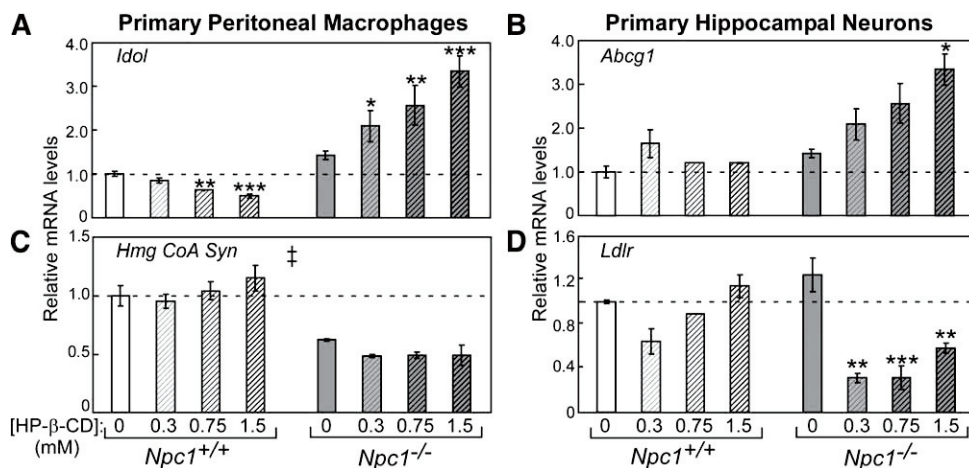 A Primary Peritoneal Macrophages
B Primary Hippocampal Neurons
Idol
4.0
3.0
2.0
1.0
0
Relative mRNA levels
** *** * ** ***
Abcg1
4.0
3.0
2.0
1.0
0
Relative mRNA levels
*
C
Hmg CoA Syn ‡
1.5
1.0
0.5
0
D
Ldlr
1.6
1.2
0.8
0.4
0
** *** **
[HP-β-CD]: 0 0.3 0.75 1.5 0 0.3 0.75 1.5
(mM)
Npc1+/+ Npc1-/-
0 0.3 0.75 1.5 0 0.3 0.75 1.5
Npc1+/+ Npc1-/-